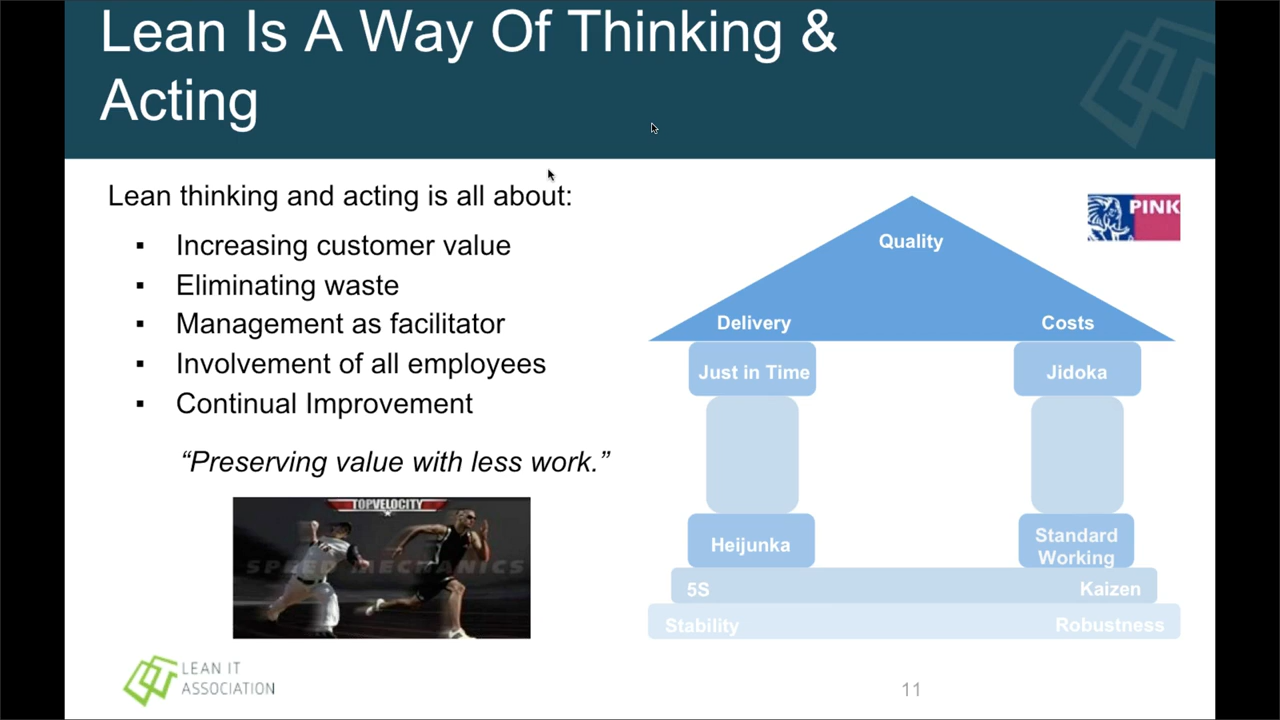 Lean Is A Way Of Thinking &
Acting
Lean thinking and acting is all about:
▪ Increasing customer value
▪ Eliminating waste
▪ Management as facilitator
▪ Involvement of all employees
▪ Continual Improvement
“Preserving value with less work.”
TOPVELOCITY
SPEED MECHANICS
PINK
Quality
Delivery
Costs
Just in Time
Jidoka
Heijunka
Standard
Working
5S
Kaizen
Stability
Robustness
LEAN IT
ASSOCIATION
11